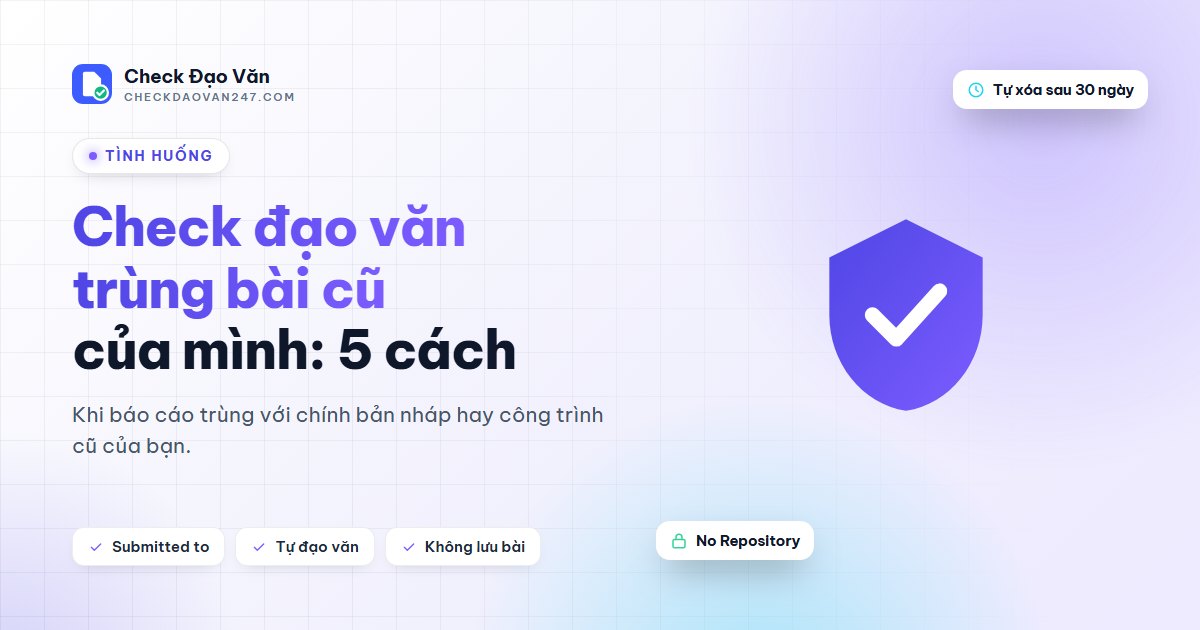 Check Đạo Văn
CHECKDAOVAN247.COM
Tự xóa sau 30 ngày
TÌNH HUỐNG
Check đạo văn
trùng bài cũ
của mình: 5 cách
Khi báo cáo trùng với chính bản nháp hay công trình
cũ của bạn.
Submitted to
Tự đạo văn
Không lưu bài
No Repository